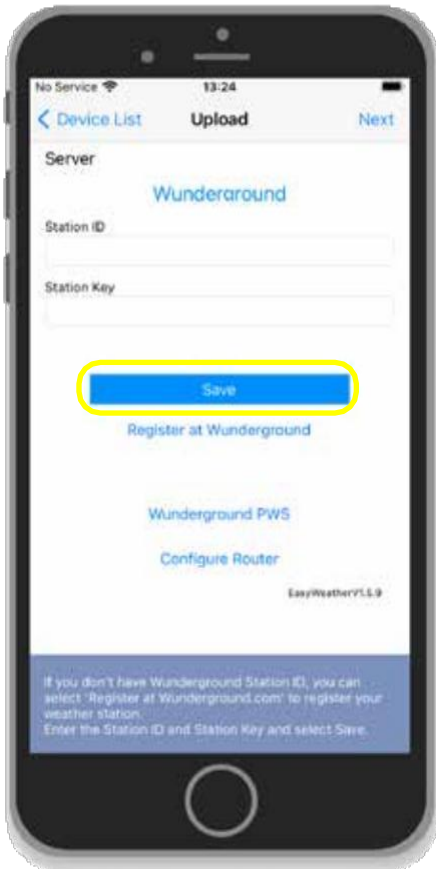 No Service 13:24
Device List Upload Next
Server
Wunderground
Station ID
Station Key
Save
Register at Wunderground
Wunderground PWS
Configure Router
EasyWeatherV1.5.9
If you don't have Wunderground Station ID, you can
select 'Register at Wunderground.com' to register your
weather station.
Enter the Station ID and Station Key and select Save.